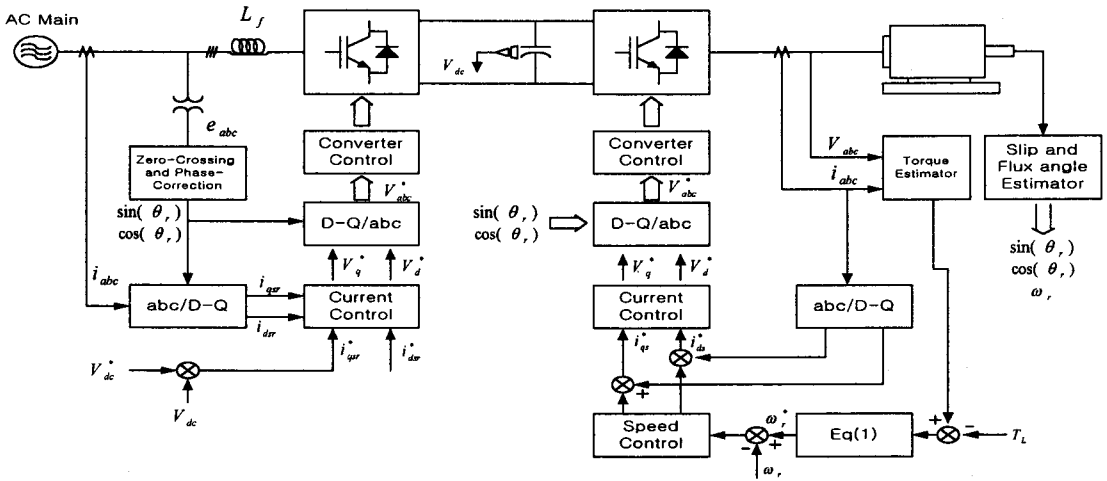 AC Main
L_f
V_dc
e_abc
Zero-Crossing
and Phase-
Correction
sin( θ_r )
cos( θ_r )
Converter
Control
V*_abc
D-Q/abc
V*_q
V*_d
i_abc
abc/D-Q
i_qsr
i_dsr
Current
Control
i*_qsr
i*_dsr
V*_dc
V_dc
Converter
Control
V*_abc
sin( θ_r )
cos( θ_r )
D-Q/abc
V*_q
V*_d
Current
Control
i*_qs
i*_ds
abc/D-Q
V_abc
i_abc
Torque
Estimator
Slip and
Flux angle
Estimator
sin( θ_r )
cos( θ_r )
ω_r
+
Speed
Control
ω*_r
- +
ω_r
Eq(1)
+ -
T_L